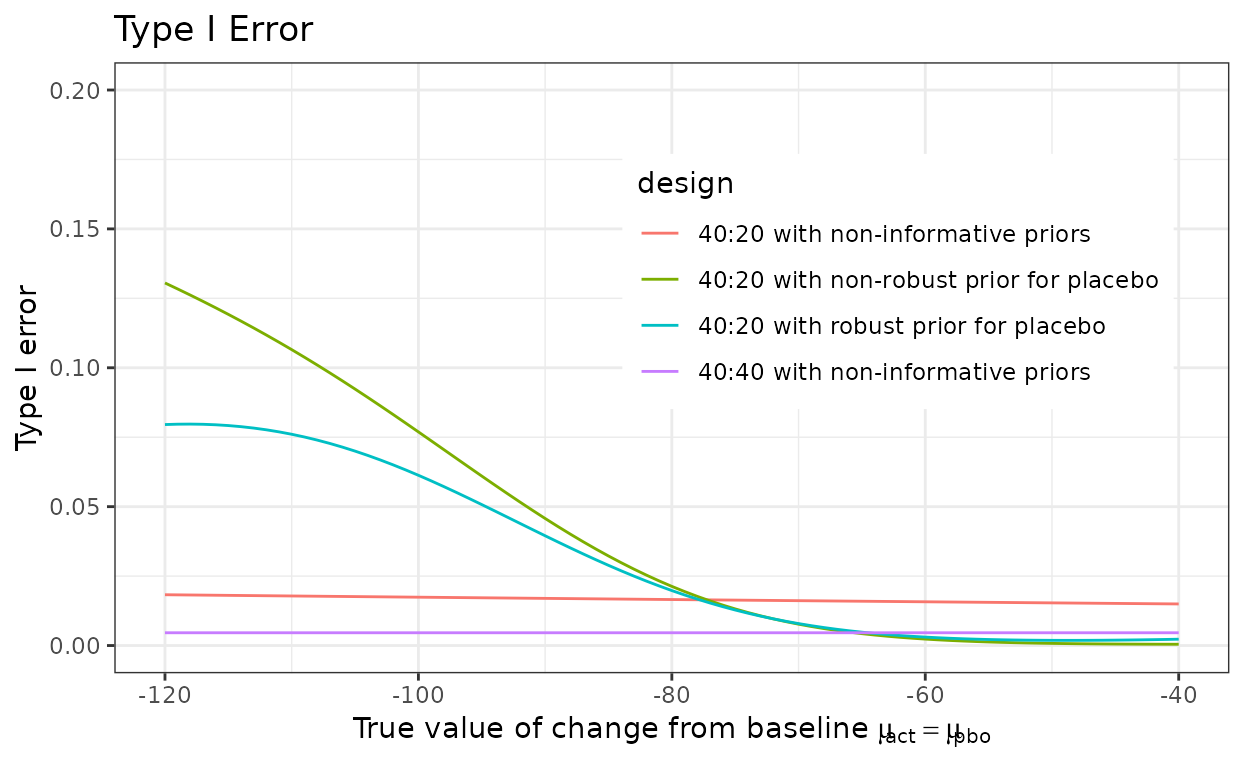 Type I Error
Type I error
0.20
0.15
0.10
0.05
0.00
design
40:20 with non-informative priors
40:20 with non-robust prior for placebo
40:20 with robust prior for placebo
40:40 with non-informative priors
-120 -100 -80 -60 -40
True value of change from baseline μ.act = μ.pbo